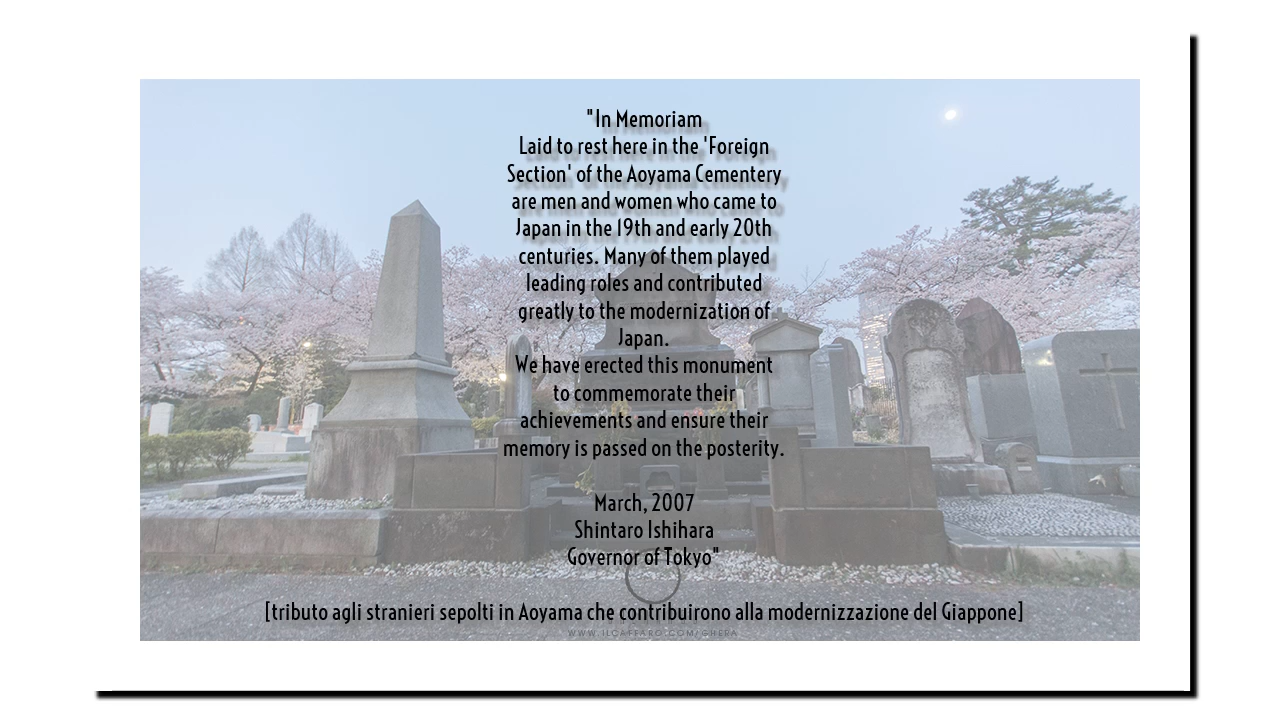 "In Memoriam
Laid to rest here in the 'Foreign
Section' of the Aoyama Cementery
are men and women who came to
Japan in the 19th and early 20th
centuries. Many of them played
leading roles and contributed
greatly to the modernization of
Japan.
We have erected this monument
to commemorate their
achievements and ensure their
memory is passed on the posterity.
March, 2007
Shintaro Ishihara
Governor of Tokyo"
[tributo agli stranieri sepolti in Aoyama che contribuirono alla modernizzazione del Giappone]
WWW.ILCAFFARO.COM/GHERA